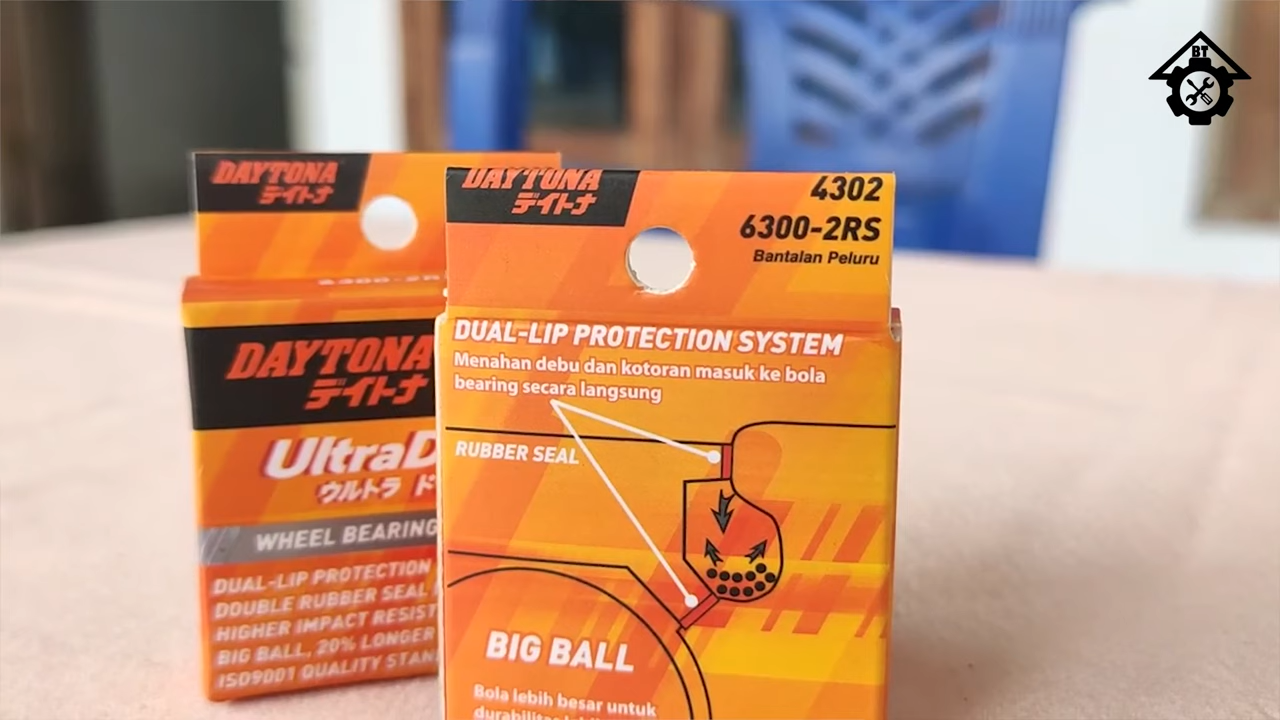 BT
DAYTONA
デイトナ
6300-2R
DAYTONA
デイトナ
UltraD
ウルトラ ド
WHEEL BEARING
DUAL-LIP PROTECTION
DOUBLE RUBBER SEAL
HIGHER IMPACT RESIST
BIG BALL, 20% LONGER
ISO9001 QUALITY STAN
DAYTONA
デイトナ
4302
6300-2RS
Bantalan Peluru
DUAL-LIP PROTECTION SYSTEM
Menahan debu dan kotoran masuk ke bola
bearing secara langsung
RUBBER SEAL
BIG BALL
Bola lebih besar untuk